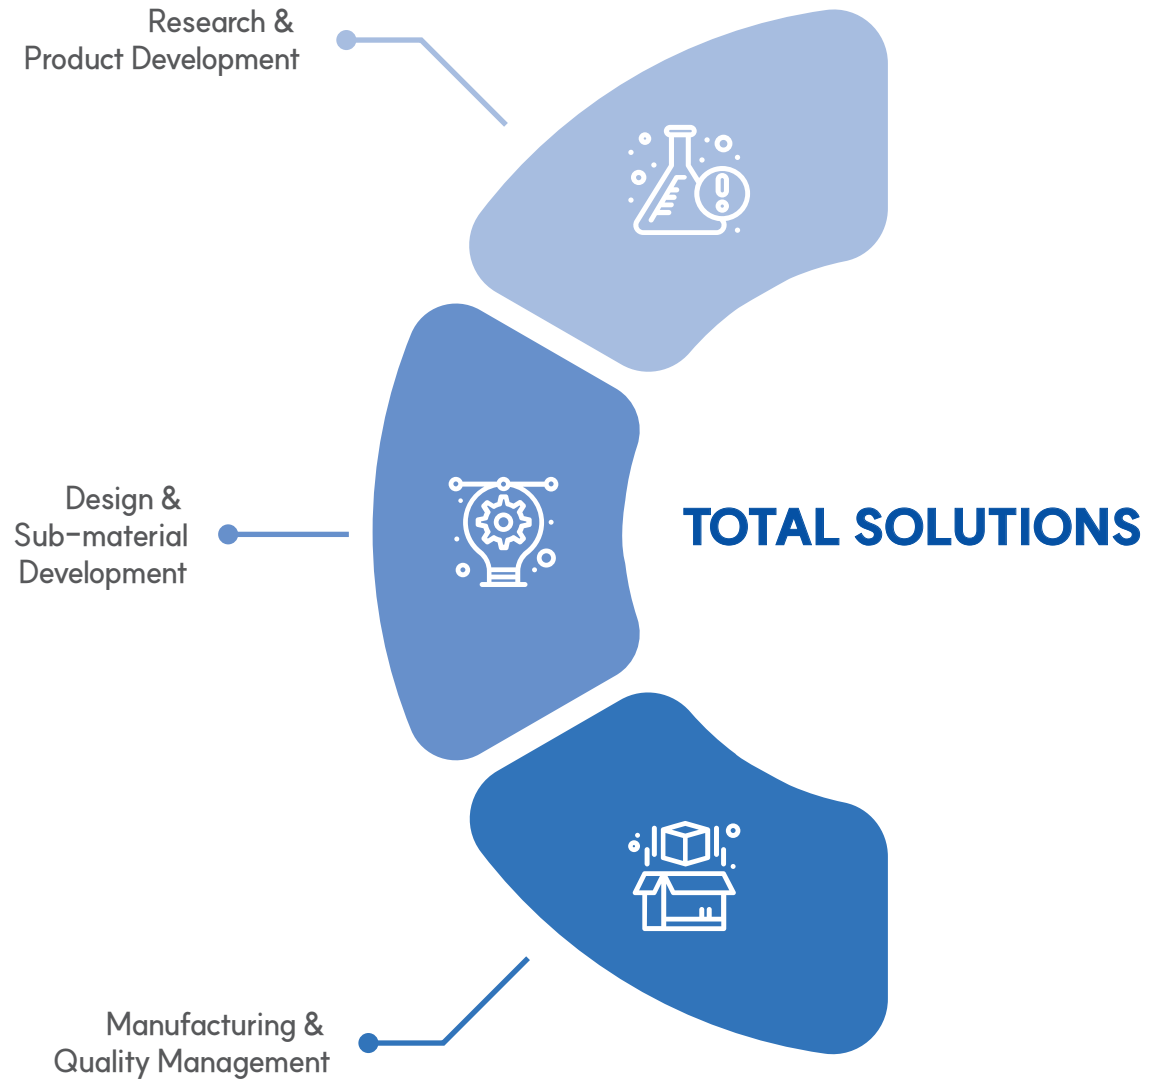 Research &
Product Development
Design &
Sub-material
Development
TOTAL SOLUTIONS
Manufacturing &
Quality Management